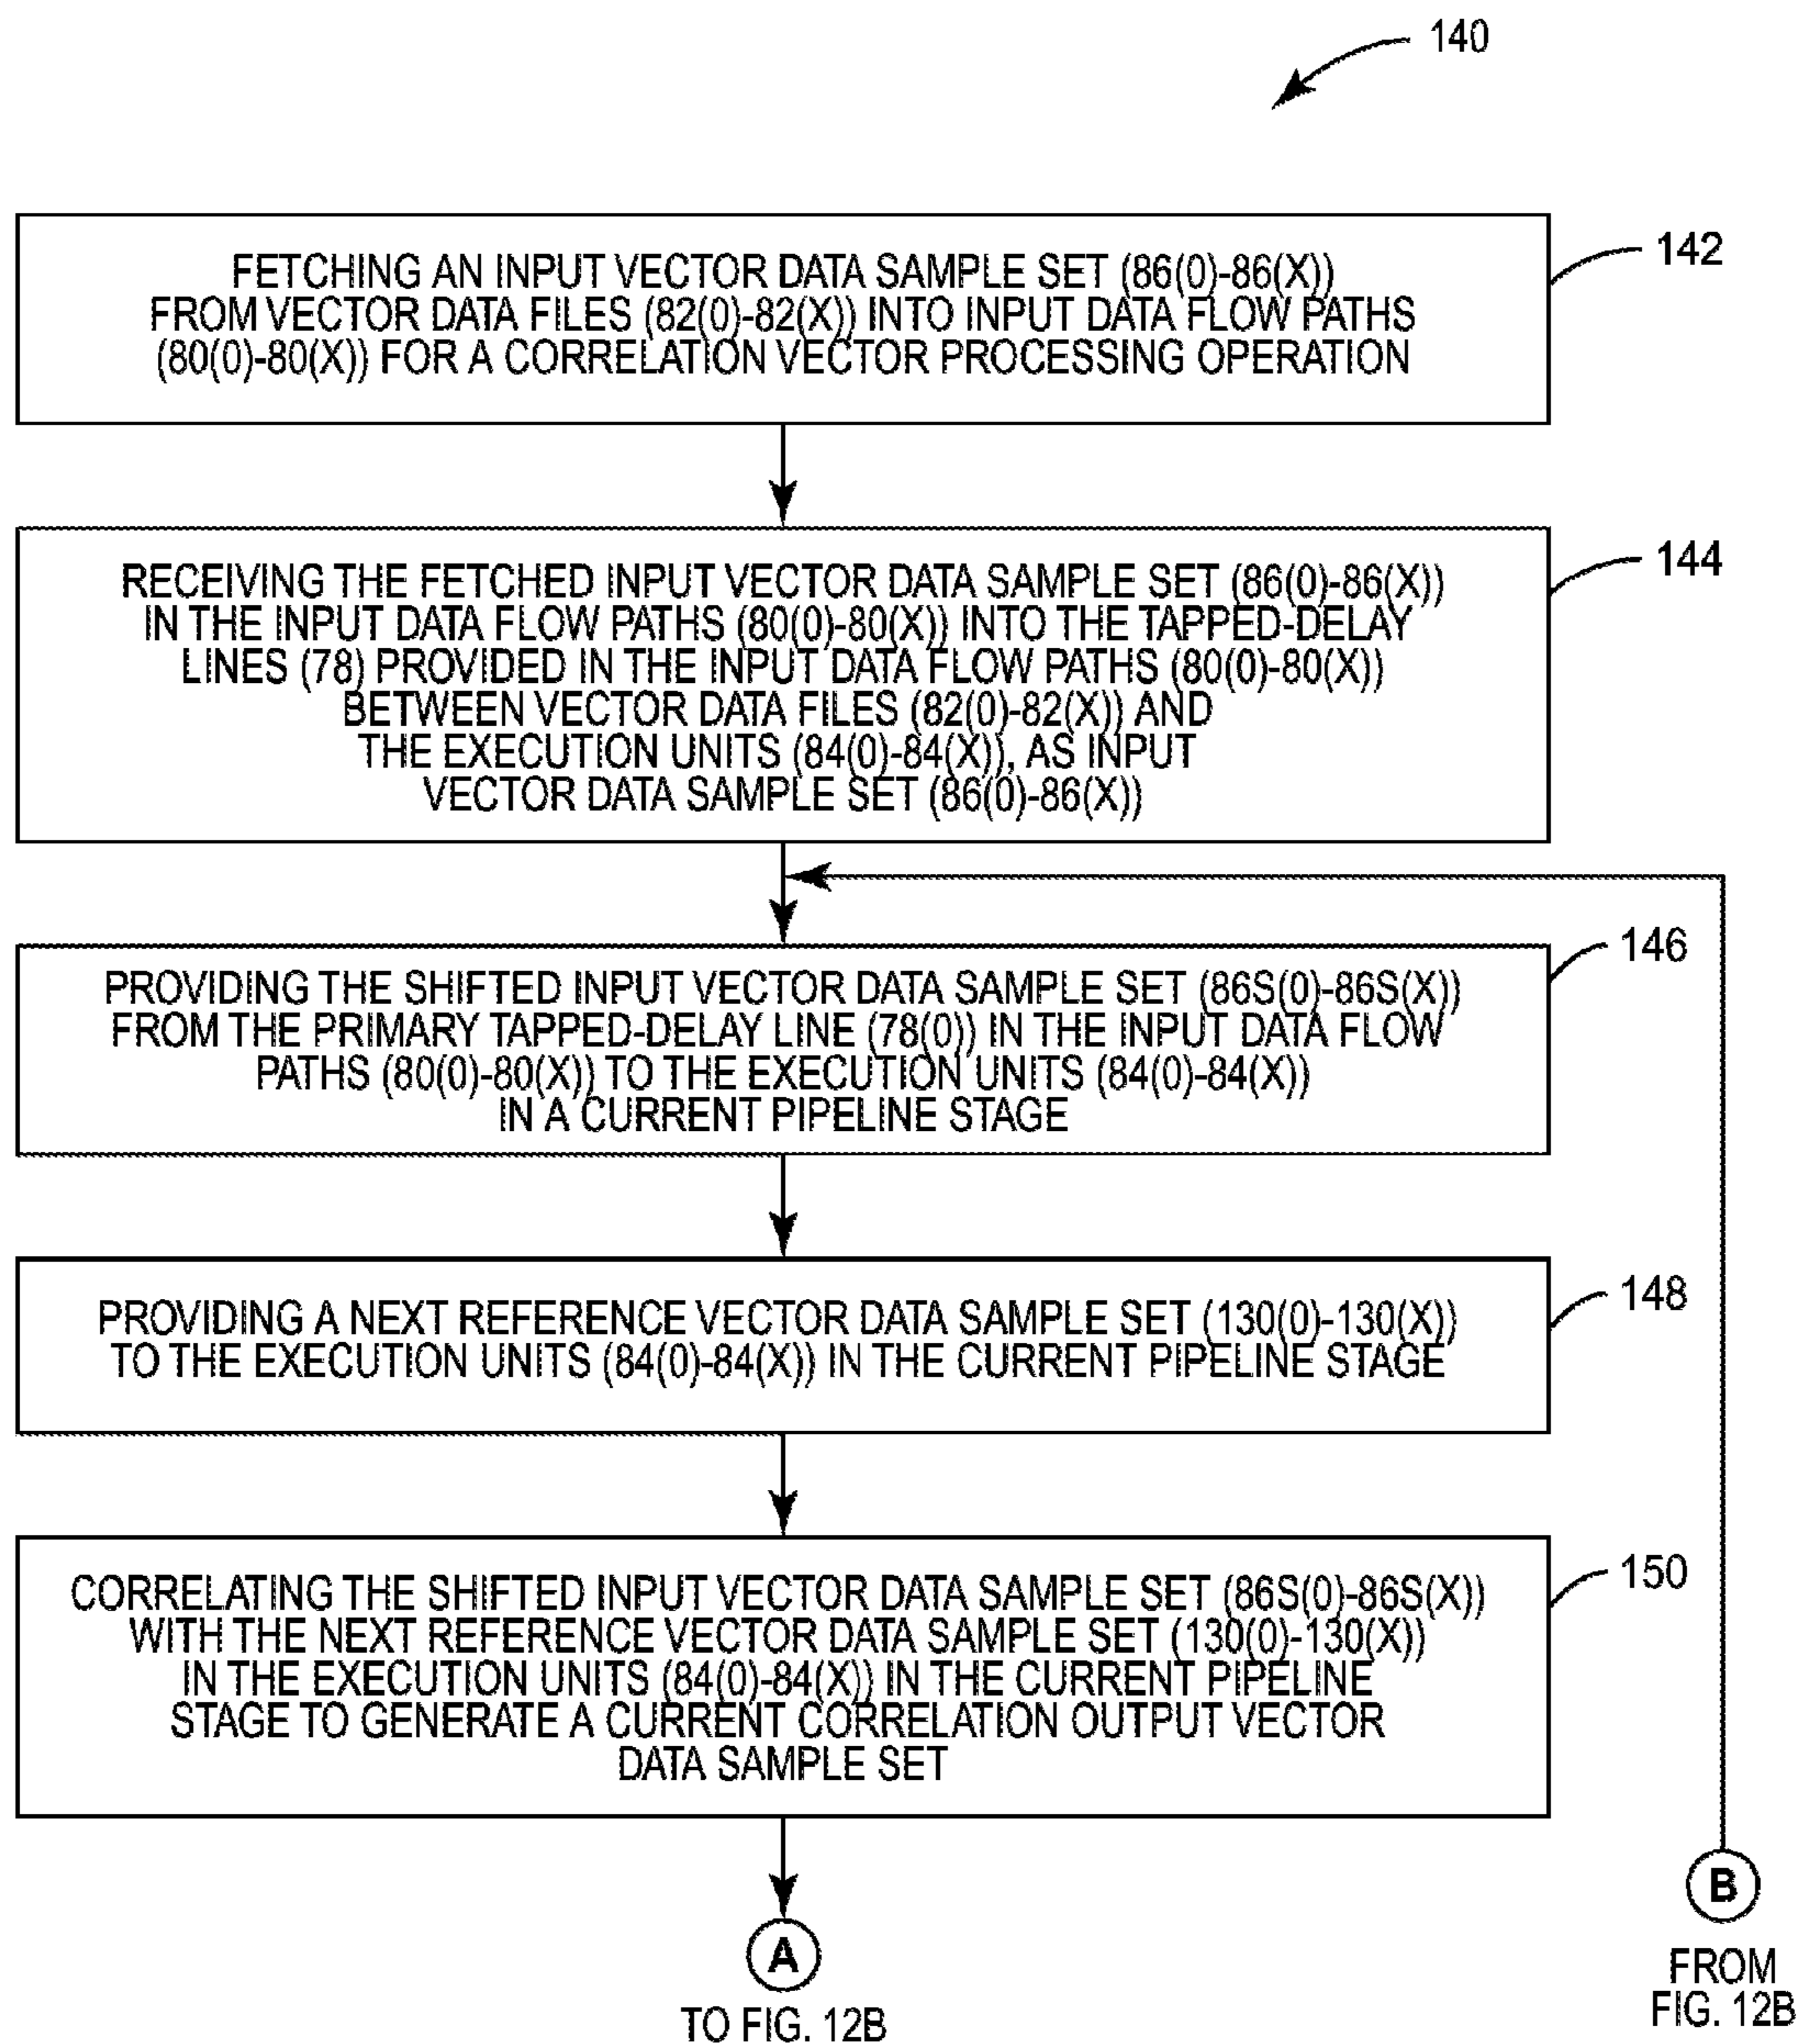 140
FETCHING AN INPUT VECTOR DATA SAMPLE SET (86(0)-86(X))
FROM VECTOR DATA FILES (82(0)-82(X)) INTO INPUT DATA FLOW PATHS
(80(0)-80(X)) FOR A CORRELATION VECTOR PROCESSING OPERATION
142
RECEIVING THE FETCHED INPUT VECTOR DATA SAMPLE SET (86(0)-86(X))
IN THE INPUT DATA FLOW PATHS (80(0)-80(X)) INTO THE TAPPED-DELAY
LINES (78) PROVIDED IN THE INPUT DATA FLOW PATHS (80(0)-80(X))
BETWEEN VECTOR DATA FILES (82(0)-82(X)) AND
THE EXECUTION UNITS (84(0)-84(X)), AS INPUT
VECTOR DATA SAMPLE SET (86(0)-86(X))
144
PROVIDING THE SHIFTED INPUT VECTOR DATA SAMPLE SET (86S(0)-86S(X))
FROM THE PRIMARY TAPPED-DELAY LINE (78(0)) IN THE INPUT DATA FLOW
PATHS (80(0)-80(X)) TO THE EXECUTION UNITS (84(0)-84(X))
IN A CURRENT PIPELINE STAGE
146
PROVIDING A NEXT REFERENCE VECTOR DATA SAMPLE SET (130(0)-130(X))
TO THE EXECUTION UNITS (84(0)-84(X)) IN THE CURRENT PIPELINE STAGE
148
CORRELATING THE SHIFTED INPUT VECTOR DATA SAMPLE SET (86S(0)-86S(X))
WITH THE NEXT REFERENCE VECTOR DATA SAMPLE SET (130(0)-130(X))
IN THE EXECUTION UNITS (84(0)-84(X)) IN THE CURRENT PIPELINE
STAGE TO GENERATE A CURRENT CORRELATION OUTPUT VECTOR
DATA SAMPLE SET
150
A
TO FIG. 12B
B
FROM
FIG. 12B